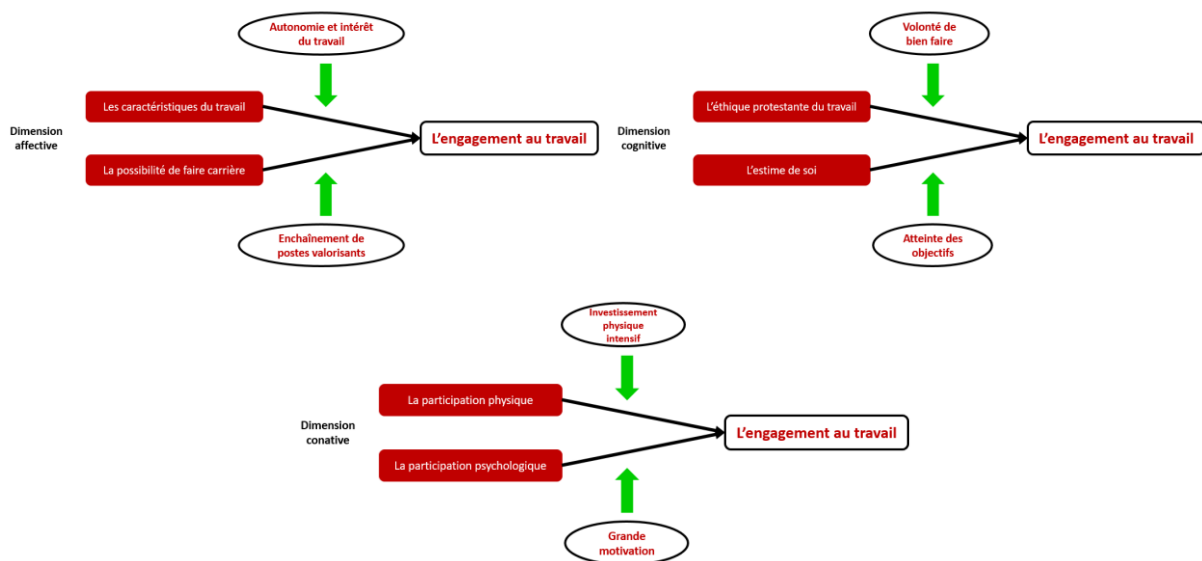 Autonomie et intérêt
du travail
Les caractéristiques du travail
Dimension
affective
L'engagement au travail
La possibilité de faire carrière
Enchaînement de
postes valorisants
Volonté de
bien faire
L'éthique protestante du travail
Dimension
cognitive
L'engagement au travail
L'estime de soi
Atteinte des
objectifs
Investissement
physique
intensif
La participation physique
Dimension
conative
L'engagement au travail
La participation psychologique
Grande
motivation